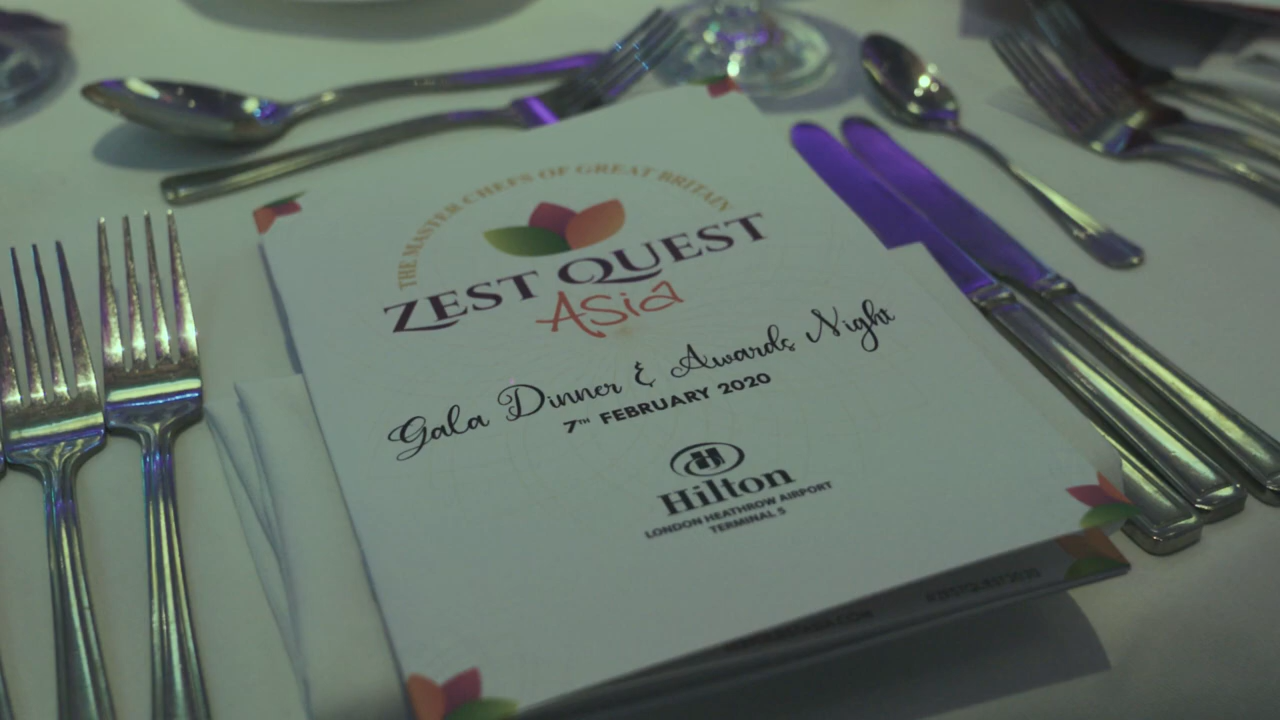 THE MASTER CHEFS OF GREAT BRITAIN
ZEST QUEST
Asia
Gala Dinner & Awards Night
7TH FEBRUARY 2020
H
Hilton
LONDON HEATHROW AIRPORT
TERMINAL 5